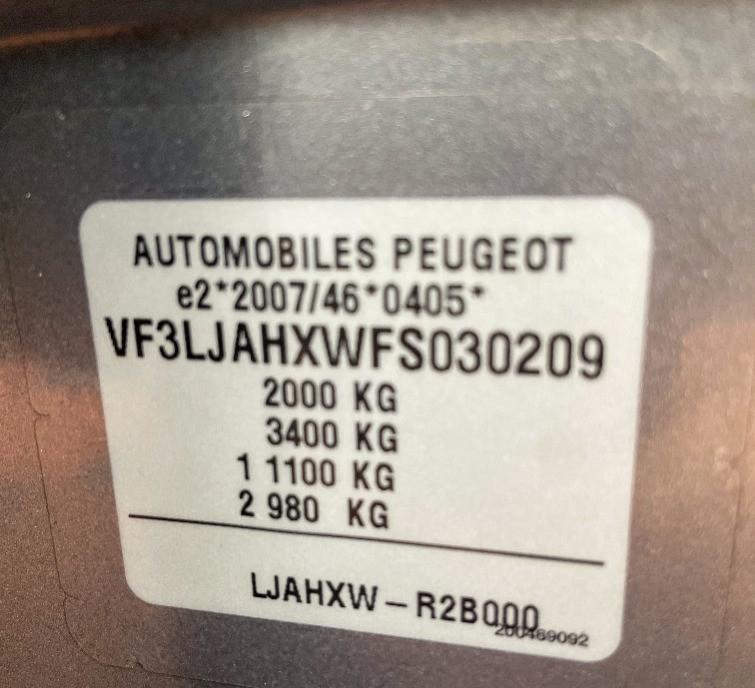 AUTOMOBILES PEUGEOT
e2*2007/46*0405*
VF3LJAHXWFS030209
2000 KG
3400 KG
1 1100 KG
2 980 KG
LJAHXW-R2B000
200469092